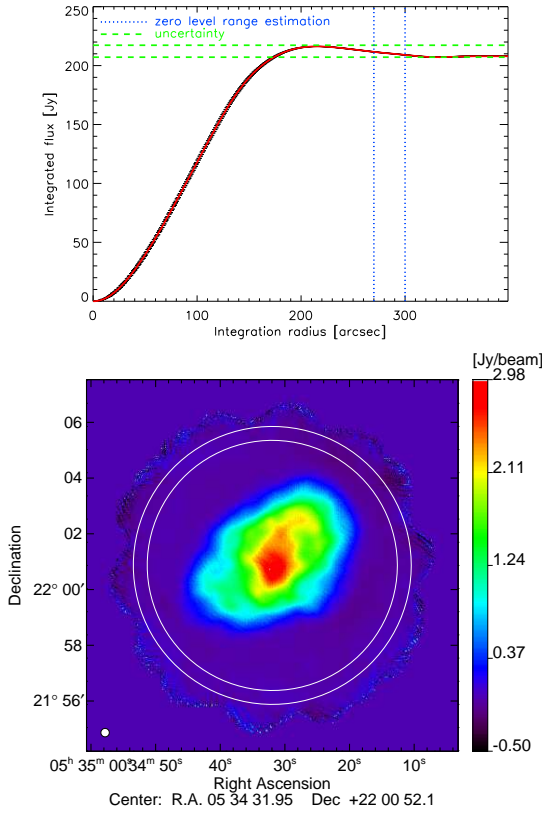 250
200
150
100
50
0
Integrated flux [Jy]
zero level range estimation
uncertainty
0 100 200 300
Integration radius [arcsec]
[Jy/beam]
2.98
2.11
1.24
0.37
-0.50
06
04
02
22° 00′
58
21° 56′
Declination
05ʰ 35ᵐ 00ˢ 34ᵐ 50ˢ 40ˢ 30ˢ 20ˢ 10ˢ
Right Ascension
Center: R.A. 05 34 31.95 Dec +22 00 52.1